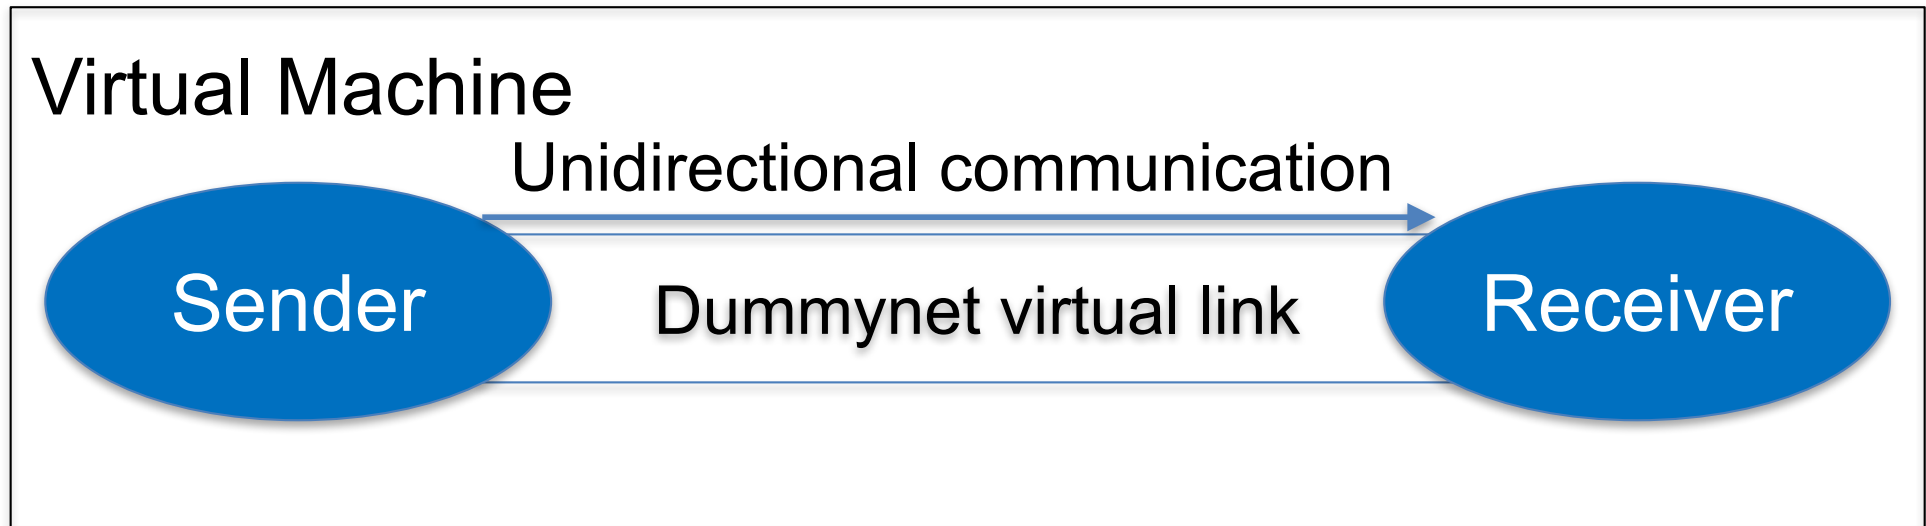 Virtual Machine
Unidirectional communication
Sender
Dummynet virtual link
Receiver